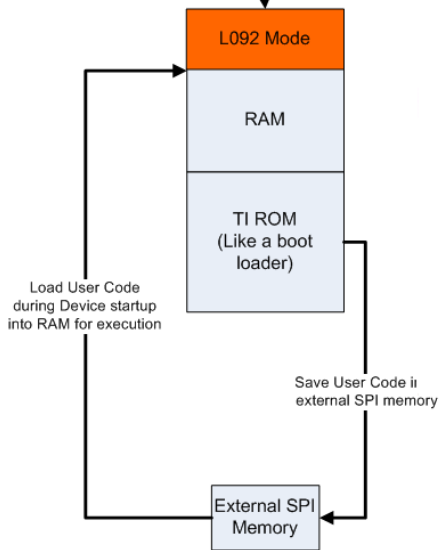 L092 Mode
RAM
TI ROM
(Like a boot
loader)
Load User Code
during Device startup
into RAM for execution
Save User Code
external SPI memory
External SPI
Memory